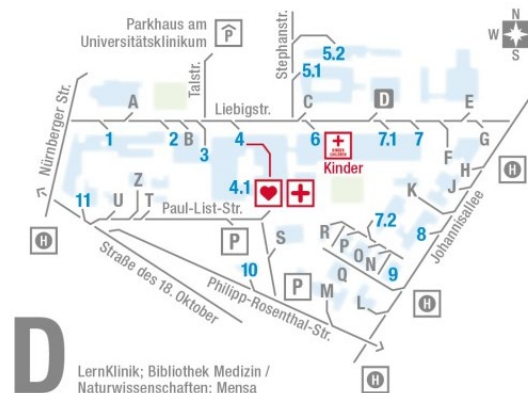 N
W
S
Parkhaus am
Universitätsklinikum
P
Talstr.
Stephanstr.
5.2
5.1
Nürnberger Str.
A
Liebigstr.
C
D
E
1
2
B
3
4
6
KINDER
Kinder
7.1
7
F
G
H
J
K
Johannisallee
H
H
4.1
11
U
Z
T
Paul-List-Str.
P
S
R
P
O
N
7.2
8
9
Q
H
Straße des 18. Oktober
10
P
M
L
H
Philipp-Rosenthal-Str.
H
D
LernKlinik; Bibliothek Medizin /
Naturwissenschaften; Mensa